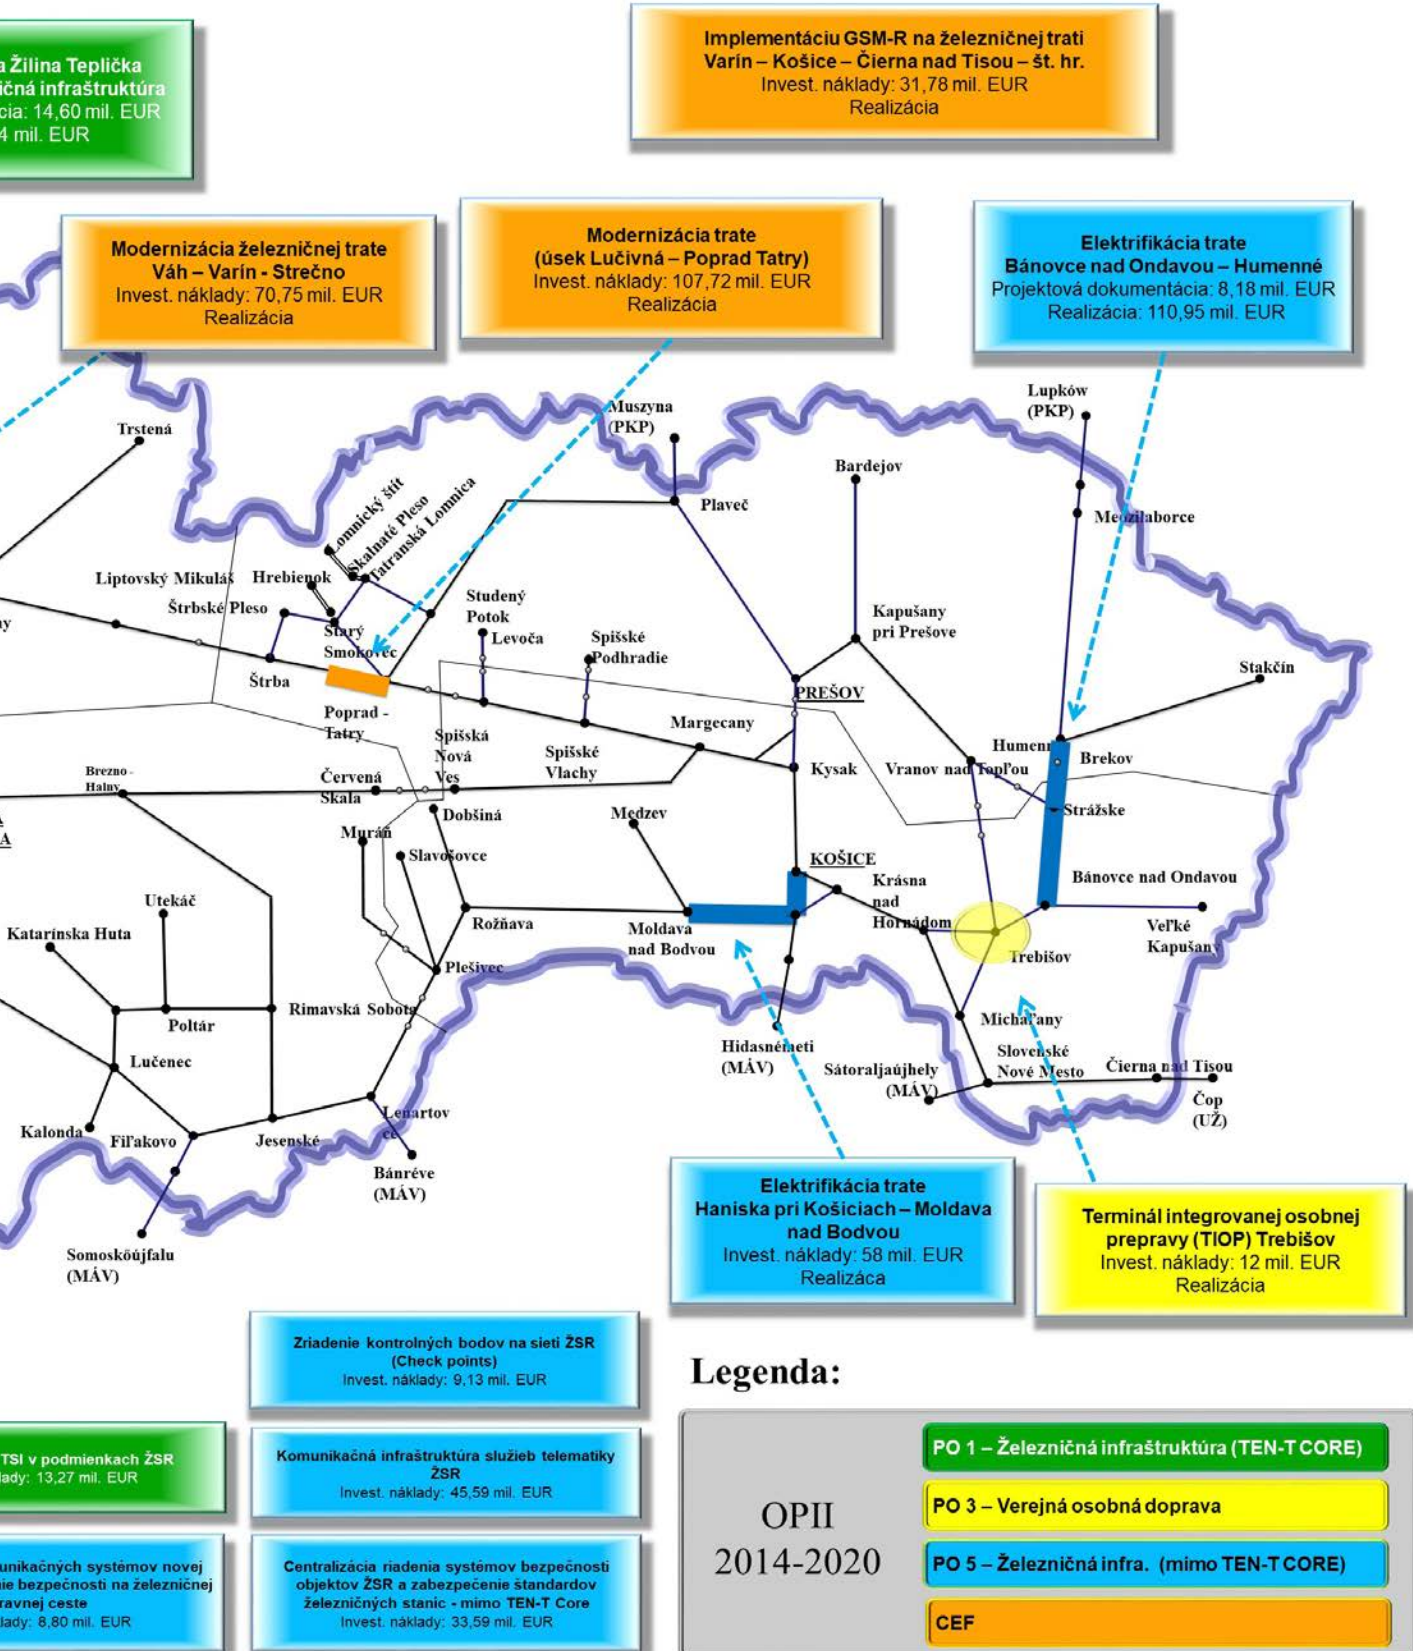 a Žilina Teplička
ičná infraštruktúra
cia: 14,60 mil. EUR
4 mil. EUR
Implementáciu GSM-R na železničnej trati
Varín – Košice – Čierna nad Tisou – št. hr.
Invest. náklady: 31,78 mil. EUR
Realizácia
Modernizácia železničnej trate
Váh – Varín - Strečno
Invest. náklady: 70,75 mil. EUR
Realizácia
Modernizácia trate
(úsek Lučivná – Poprad Tatry)
Invest. náklady: 107,72 mil. EUR
Realizácia
Elektrifikácia trate
Bánovce nad Ondavou – Humenné
Projektová dokumentácia: 8,18 mil. EUR
Realizácia: 110,95 mil. EUR
Lupków
(PKP)
Muszyna
(PKP)
Trstená
Bardejov
Plaveč
Medzilaborce
Lomnický štít
Skalnaté Pleso
Tatranská Lomnica
Liptovský Mikuláš
Hrebienok
Štrbské Pleso
Starý
Smokovec
Studený
Potok
Levoča
Spišské
Podhradie
Kapušany
pri Prešove
ny
Štrba
Stakčín
PREŠOV
Poprad -
Tatry
Spišská
Nová
Ves
Margecany
Spišské
Vlachy
Kysak
Humenn
Brekov
Vranov nad Topľou
Strážske
Brezno -
Halny
Červená
Skala
Dobšiná
Medzev
A
A
Muráň
Slavošovce
KOŠICE
Krásna
nad
Hornádom
Bánovce nad Ondavou
Utekáč
Katarínska Huta
Rožňava
Moldava
nad Bodvou
Veľké
Kapušany
Trebišov
Plešivec
Rimavská Sobota
Poltár
Michaľany
Hidasnémeti
(MÁV)
Slovenské
Nové Mesto
Čierna nad Tisou
Sátoraljaújhely
(MÁV)
Čop
(UŽ)
Lučenec
Lenartov
ce
Kalonda
Fiľakovo
Jesenské
Bánréve
(MÁV)
Somoskőújfalu
(MÁV)
Elektrifikácia trate
Haniska pri Košiciach – Moldava
nad Bodvou
Invest. náklady: 58 mil. EUR
Realizáca
Terminál integrovanej osobnej
prepravy (TIOP) Trebišov
Invest. náklady: 12 mil. EUR
Realizácia
Zriadenie kontrolných bodov na sieti ŽSR
(Check points)
Invest. náklady: 9,13 mil. EUR
TSI v podmienkach ŽSR
lady: 13,27 mil. EUR
Komunikačná infraštruktúra služieb telematiky
ŽSR
Invest. náklady: 45,59 mil. EUR
unikačných systémov novej
ie bezpečnosti na železničnej
ravnej ceste
lady: 8,80 mil. EUR
Centralizácia riadenia systémov bezpečnosti
objektov ŽSR a zabezpečenie štandardov
železničných staníc - mimo TEN-T Core
Invest. náklady: 33,59 mil. EUR
Legenda:
OPII
2014-2020
PO 1 – Železničná infraštruktúra (TEN-T CORE)
PO 3 – Verejná osobná doprava
PO 5 – Železničná infra. (mimo TEN-T CORE)
CEF